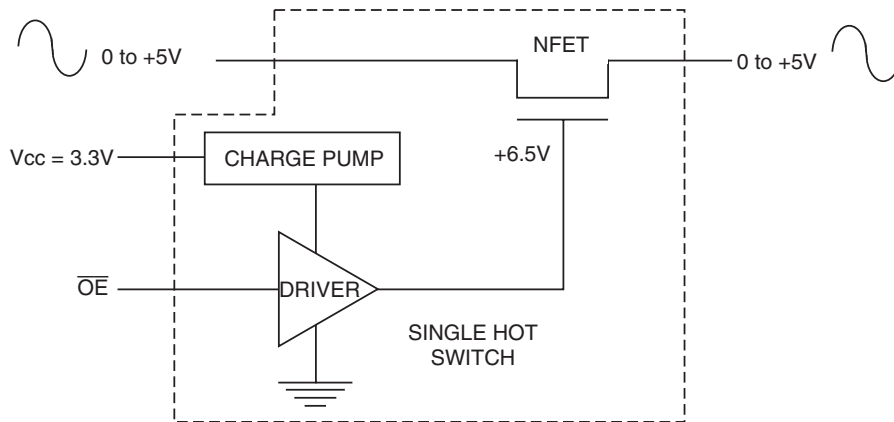 NFET
0 to +5V
0 to +5V
Vcc = 3.3V
CHARGE PUMP
+6.5V
OE
DRIVER
SINGLE HOT
SWITCH